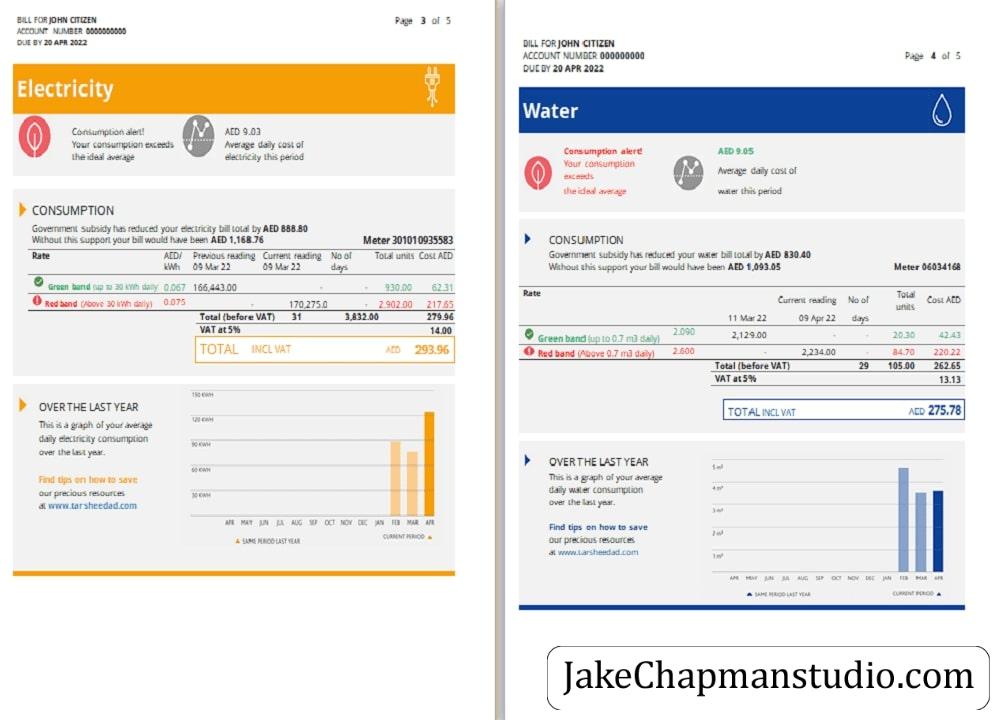 BILL FOR JOHN CITIZEN
ACCOUNT NUMBER 0000000000
DUE BY 20 APR 2022
Page 3 of 5
Electricity
Consumption alert!
Your consumption exceeds
the ideal average
AED 9.03
Average daily cost of
electricity this period
CONSUMPTION
Government subsidy has reduced your electricity bill total by AED 888.80
Without this support your bill would have been AED 1,168.76
Meter 301010935583
Rate AED/ Previous reading Current reading No of Total units Cost AED
kWh 09 Mar 22 09 Mar 22 days
Green band (up to 30 kWh daily 0,067 166,443.00 - - 930.00 62.31
Red band (Above 30 kWh daily) 0.075 - 170,275.0 - 2.902.00 217.65
Total (before VAT) 31 3,832.00 279.96
VAT at 5% 14.00
TOTAL INCL VAT AED 293.96
OVER THE LAST YEAR
This is a graph of your average
daily electricity consumption
over the last year.
Find tips on how to save
our precious resources
at www.tarsheedad.com
150 KWH
120 KWH
90 KWH
60 KWH
30 KWH
APR MAY JUN JUL AUG SEP OCT NOV DEC JAN FEB MAR APR
SAME PERIOD LAST YEAR
CURRENT PERIOD
BILL FOR JOHN CITIZEN
ACCOUNT NUMBER 000000000
DUE BY 20 APR 2022
Page 4 of 5
Water
Consumption alert!
Your consumption
exceeds
the ideal average
AED 9.05
Average daily cost of
water this period
CONSUMPTION
Government subsidy has reduced your water bill total by AED 830.40
Without this support your bill would have been AED 1,093.05
Meter 06034168
Rate Current reading No of Total units Cost AED
11 Mar 22 09 Apr 22 days
Green band (up to 0.7 m3 daily) 2.090 2,129.00 - - 20.30 42.43
Red band (Above 0.7 m3 daily) 2.600 - 2,234.00 - 84.70 220.22
Total (before VAT) 29 105.00 262.65
VAT at 5% 13.13
TOTAL INCL VAT AED 275.78
OVER THE LAST YEAR
This is a graph of your average
daily water consumption
over the last year.
Find tips on how to save
our precious resources
at www.tarsheedad.com
5 m³
4 m³
3 m³
2 m³
1 m³
APR MAY JUN JUL AUG SEP OCT NOV DEC JAN FEB MAR APR
SAME PERIOD LAST YEAR
CURRENT PERIOD
JakeChapmanstudio.com